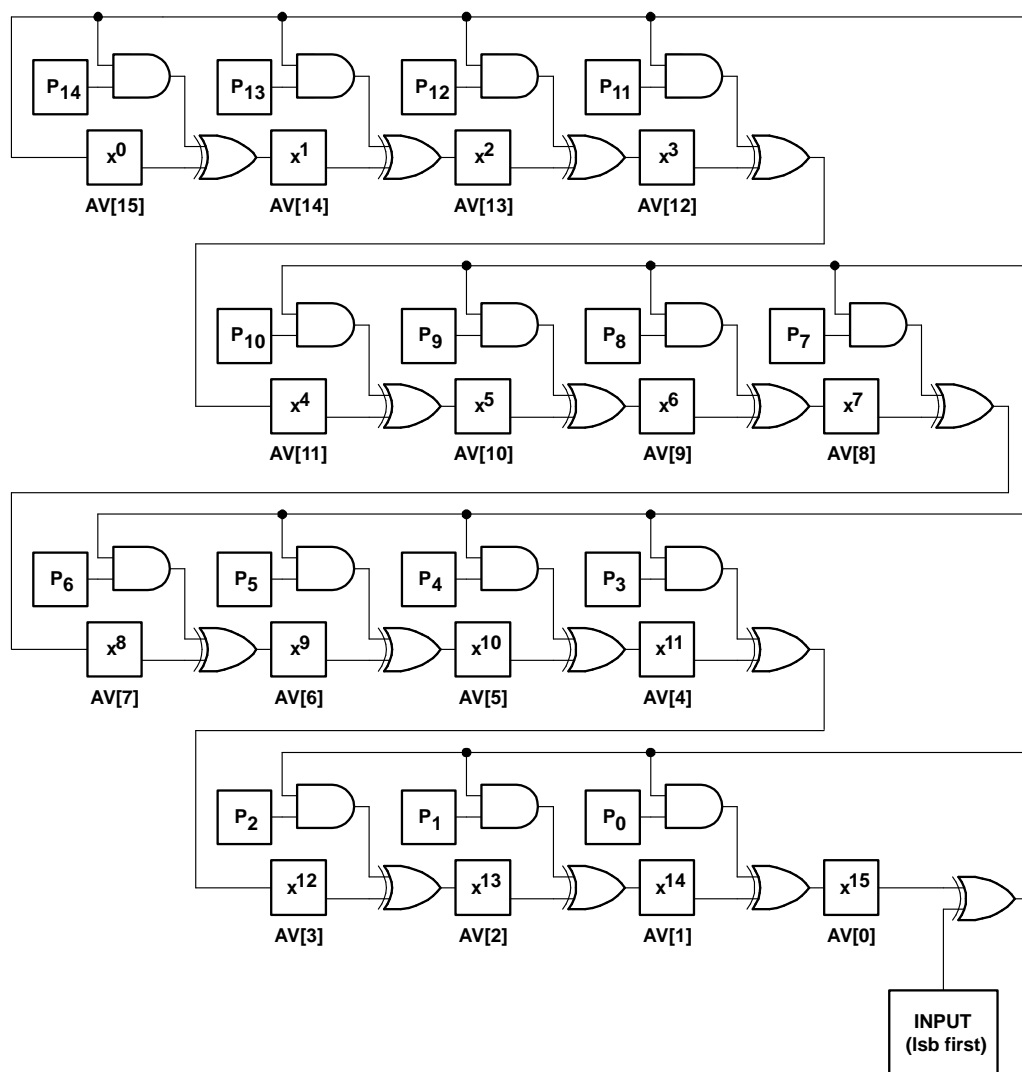 P14 P13 P12 P11
x0 x1 x2 x3
AV[15] AV[14] AV[13] AV[12]
P10 P9 P8 P7
x4 x5 x6 x7
AV[11] AV[10] AV[9] AV[8]
P6 P5 P4 P3
x8 x9 x10 x11
AV[7] AV[6] AV[5] AV[4]
P2 P1 P0
x12 x13 x14 x15
AV[3] AV[2] AV[1] AV[0]
INPUT
(lsb first)